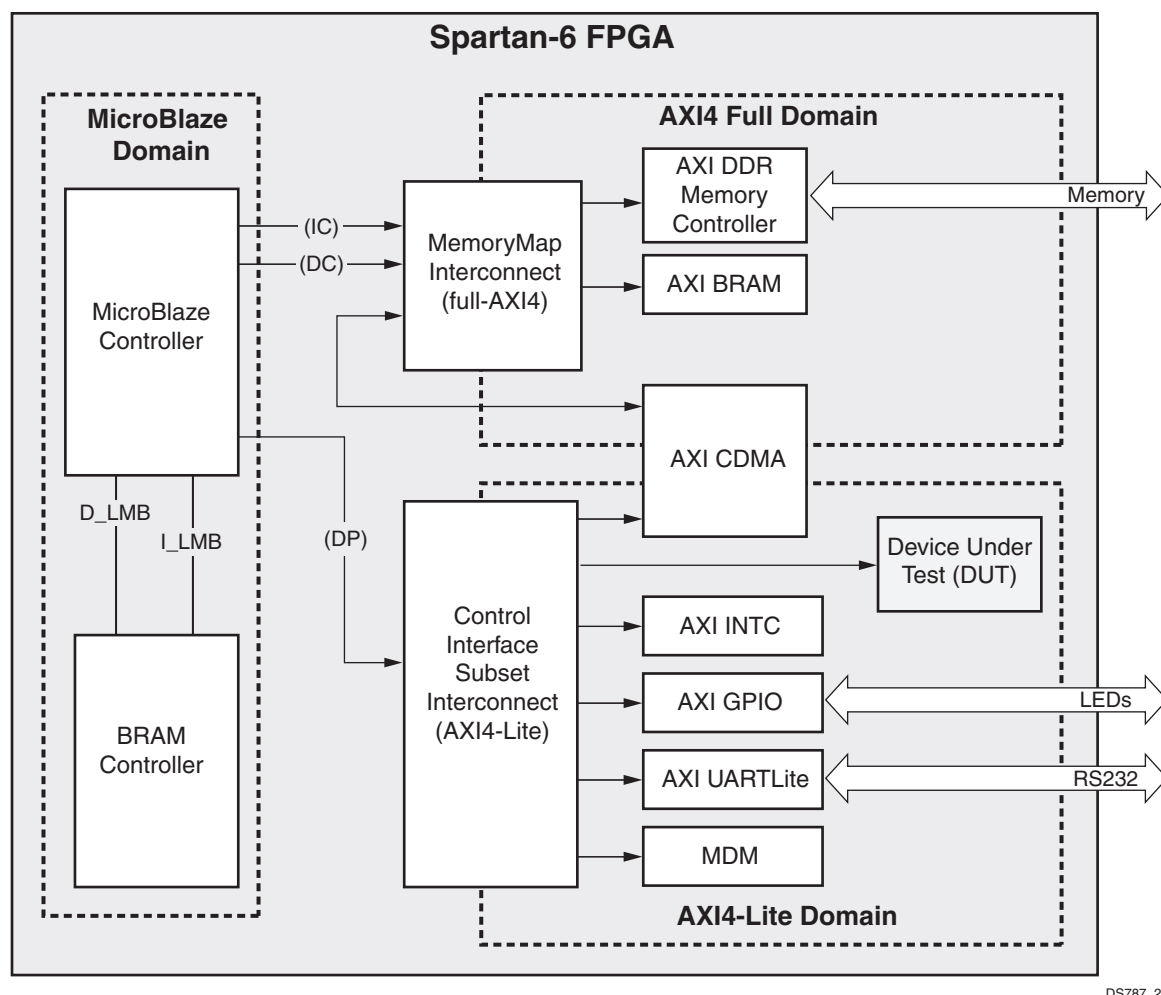 Spartan-6 FPGA
MicroBlaze
Domain
AXI4 Full Domain
AXI DDR
Memory
Controller
Memory
(IC)
(DC)
MemoryMap
Interconnect
(full-AXI4)
AXI BRAM
MicroBlaze
Controller
AXI CDMA
D_LMB
I_LMB
(DP)
Device Under
Test (DUT)
Control
Interface
Subset
Interconnect
(AXI4-Lite)
AXI INTC
AXI GPIO
LEDs
BRAM
Controller
AXI UARTLite
RS232
MDM
AXI4-Lite Domain
DS787_2